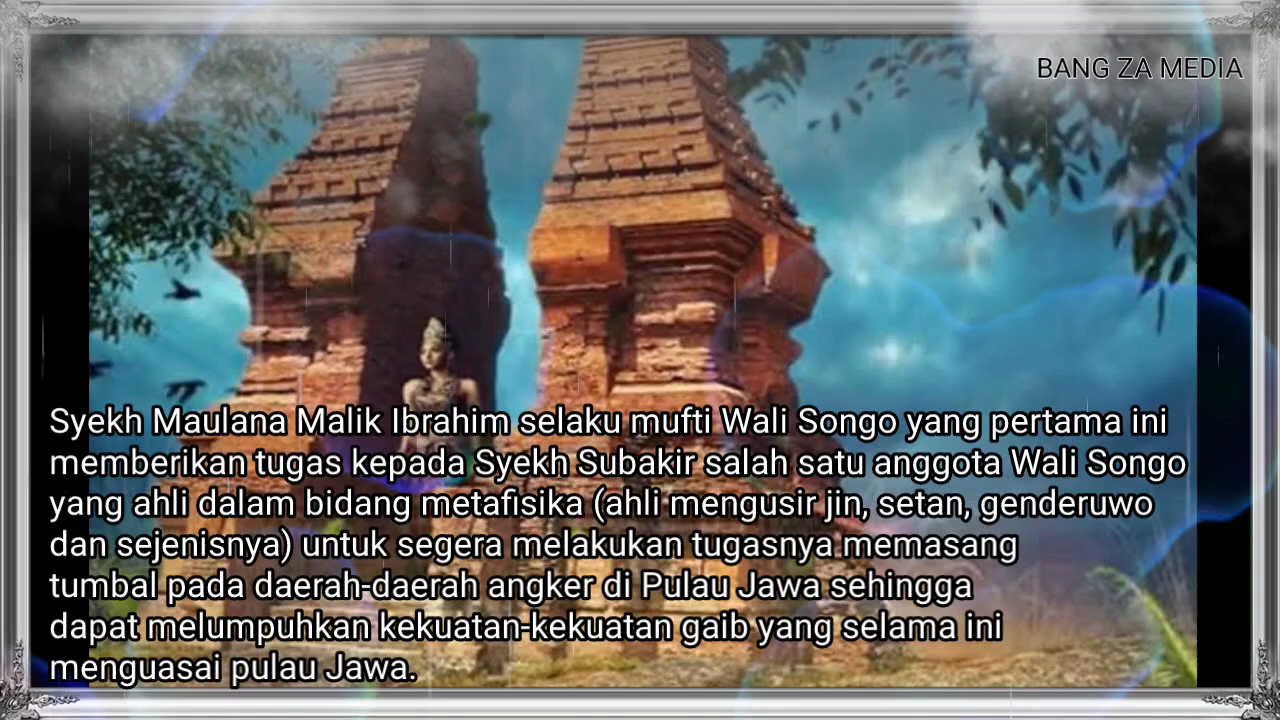 BANG ZA MEDIA
Syekh Maulana Malik Ibrahim selaku mufti Wali Songo yang pertama ini
memberikan tugas kepada Syekh Subakir salah satu anggota Wali Songo
yang ahli dalam bidang metafisika (ahli mengusir jin, setan, genderuwo
dan sejenisnya) untuk segera melakukan tugasnya memasang
tumbal pada daerah-daerah angker di Pulau Jawa sehingga
dapat melumpuhkan kekuatan-kekuatan gaib yang selama ini
menguasai pulau Jawa.